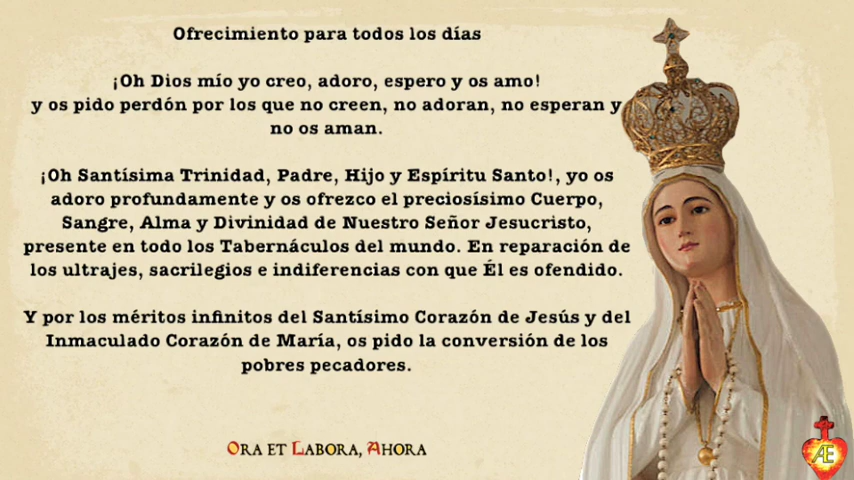 Ofrecimiento para todos los días
¡Oh Dios mío yo creo, adoro, espero y os amo!
y os pido perdón por los que no creen, no adoran, no esperan y
no os aman.
¡Oh Santísima Trinidad, Padre, Hijo y Espíritu Santo!, yo os
adoro profundamente y os ofrezco el preciosísimo Cuerpo,
Sangre, Alma y Divinidad de Nuestro Señor Jesucristo,
presente en todo los Tabernáculos del mundo. En reparación de
los ultrajes, sacrilegios e indiferencias con que Él es ofendido.
Y por los méritos infinitos del Santísimo Corazón de Jesús y del
Inmaculado Corazón de María, os pido la conversión de los
pobres pecadores.
Ora et Labora, Ahora
Æ